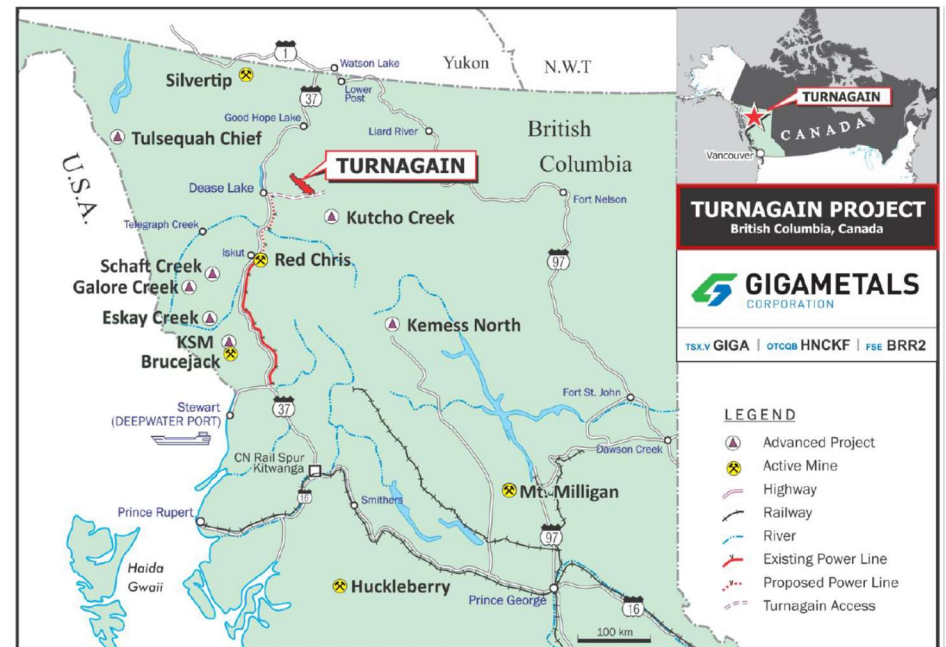 1
Watson Lake
Yukon
N.W.T
Silvertip
Lower
Post
37
Good Hope Lake
Tulsequah Chief
Liard River
British
Columbia
U.S.A.
TURNAGAIN
Dease Lake
Fort Nelson
Kutcho Creek
Telegraph Creek
Iskut
Red Chris
97
Schaft Creek
Galore Creek
Eskay Creek
Kemess North
KSM
Brucejack
Fort St. John
Stewart
(DEEPWATER PORT)
37
Dawson Creek
CN Rail Spur
Kitwanga
16
Smithers
Mt. Milligan
Prince Rupert
97
Haida
Gwaii
Huckleberry
Prince George
16
100 km
TURNAGAIN
CANADA
Vancouver
TURNAGAIN PROJECT
British Columbia, Canada
GIGAMETALS
CORPORATION
TSX.V GIGA | OTCQB HNCKF | FSE BRR2
LEGEND
Advanced Project
Active Mine
Highway
Railway
River
Existing Power Line
Proposed Power Line
Turnagain Access